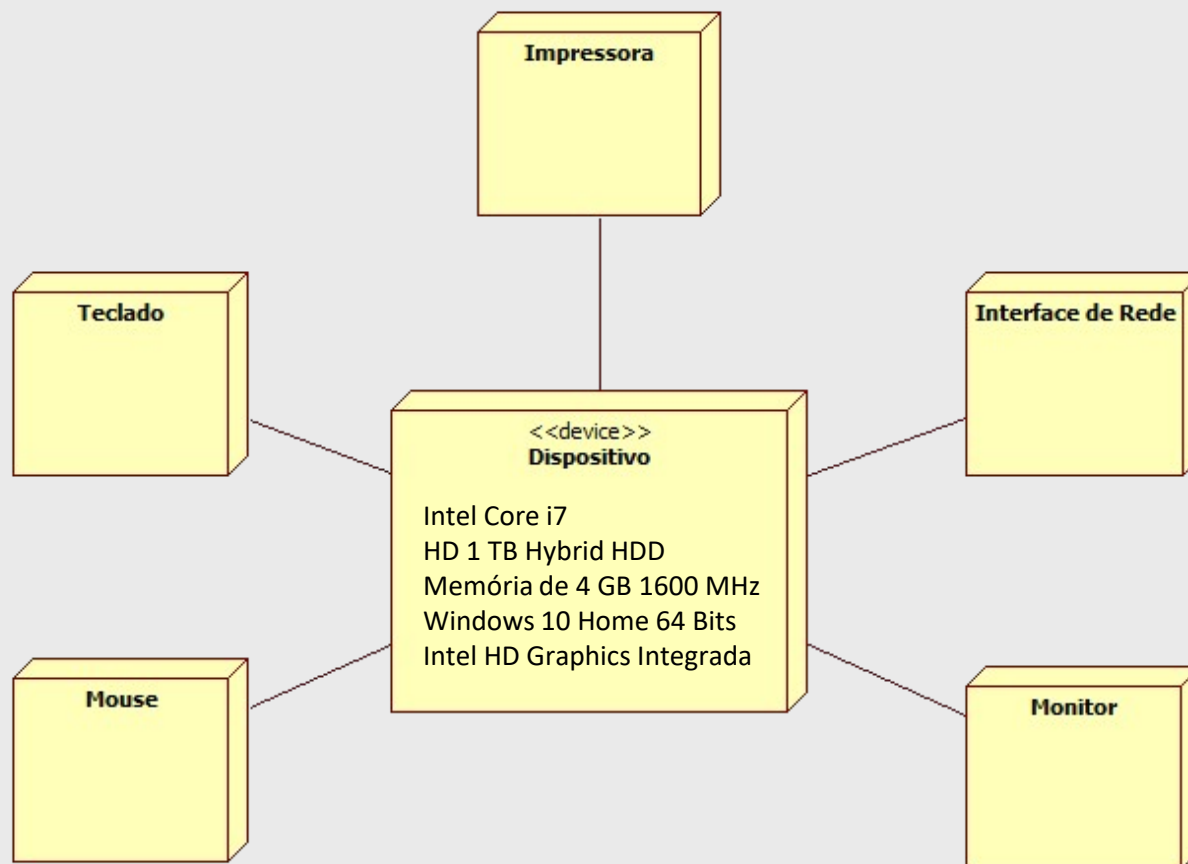 Impressora
Teclado
Interface de Rede
<<device>>
Dispositivo
Intel Core i7
HD 1 TB Hybrid HDD
Memória de 4 GB 1600 MHz
Windows 10 Home 64 Bits
Intel HD Graphics Integrada
Mouse
Monitor